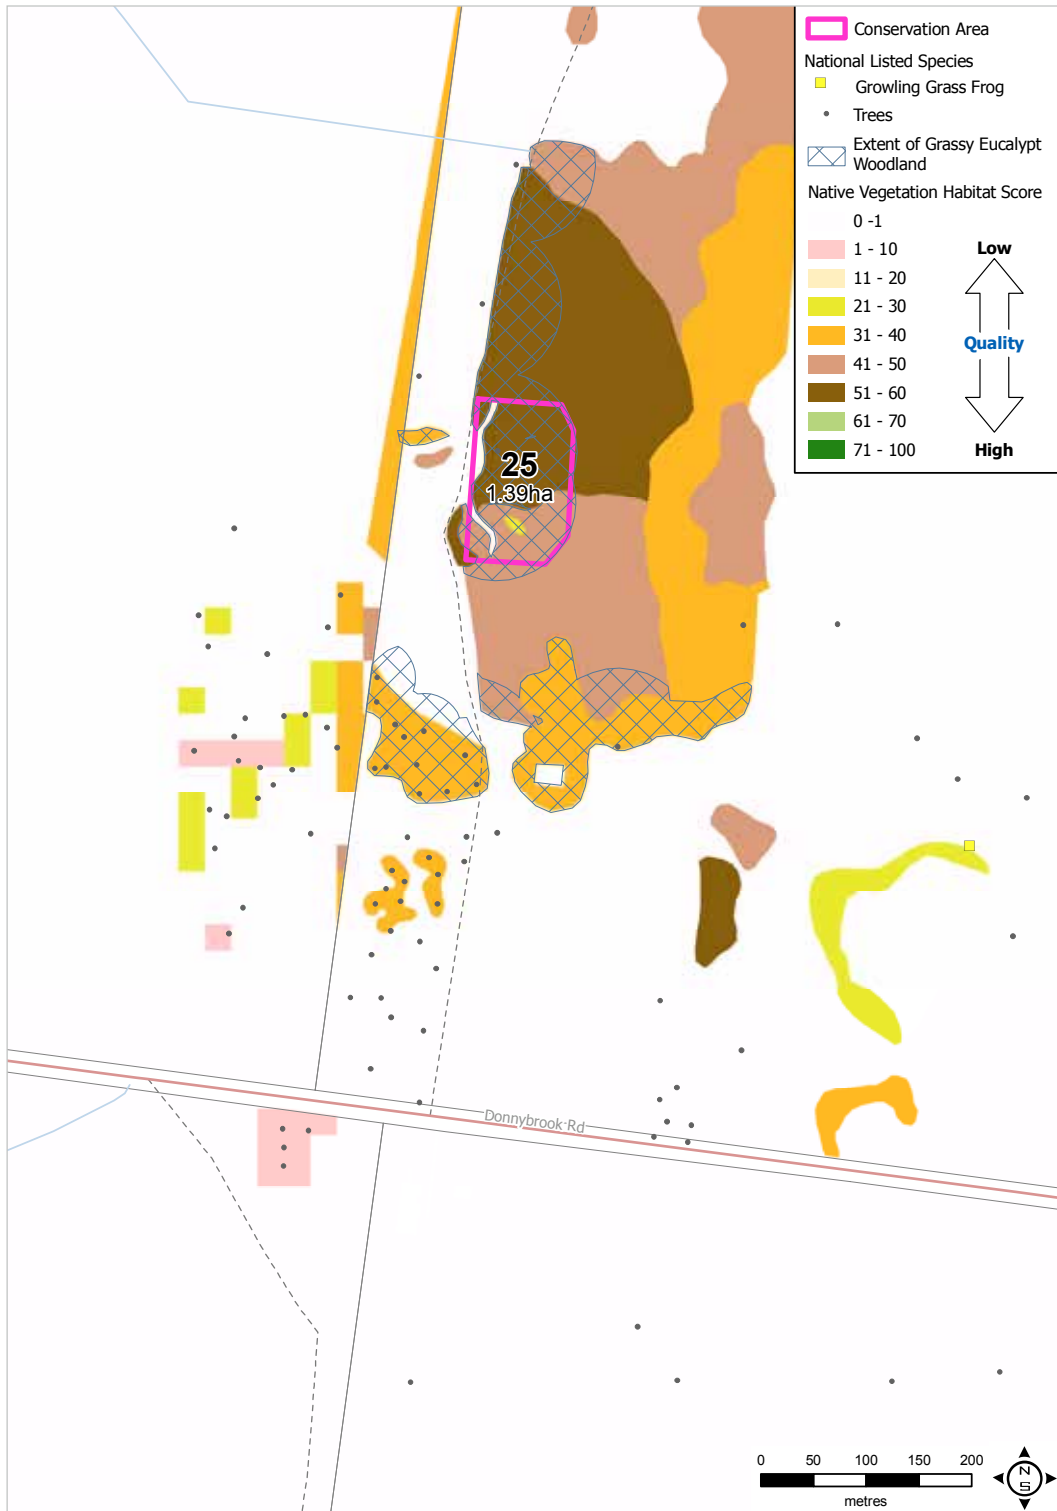 Conservation Area
National Listed Species
Growling Grass Frog
Trees
Extent of Grassy Eucalypt
Woodland
Native Vegetation Habitat Score
0 -1
1 - 10
11 - 20
21 - 30
31 - 40
41 - 50
51 - 60
61 - 70
71 - 100
Low
Quality
High
25
1.39ha
Donnybrook Rd
0 50 100 150 200
metres
N
S